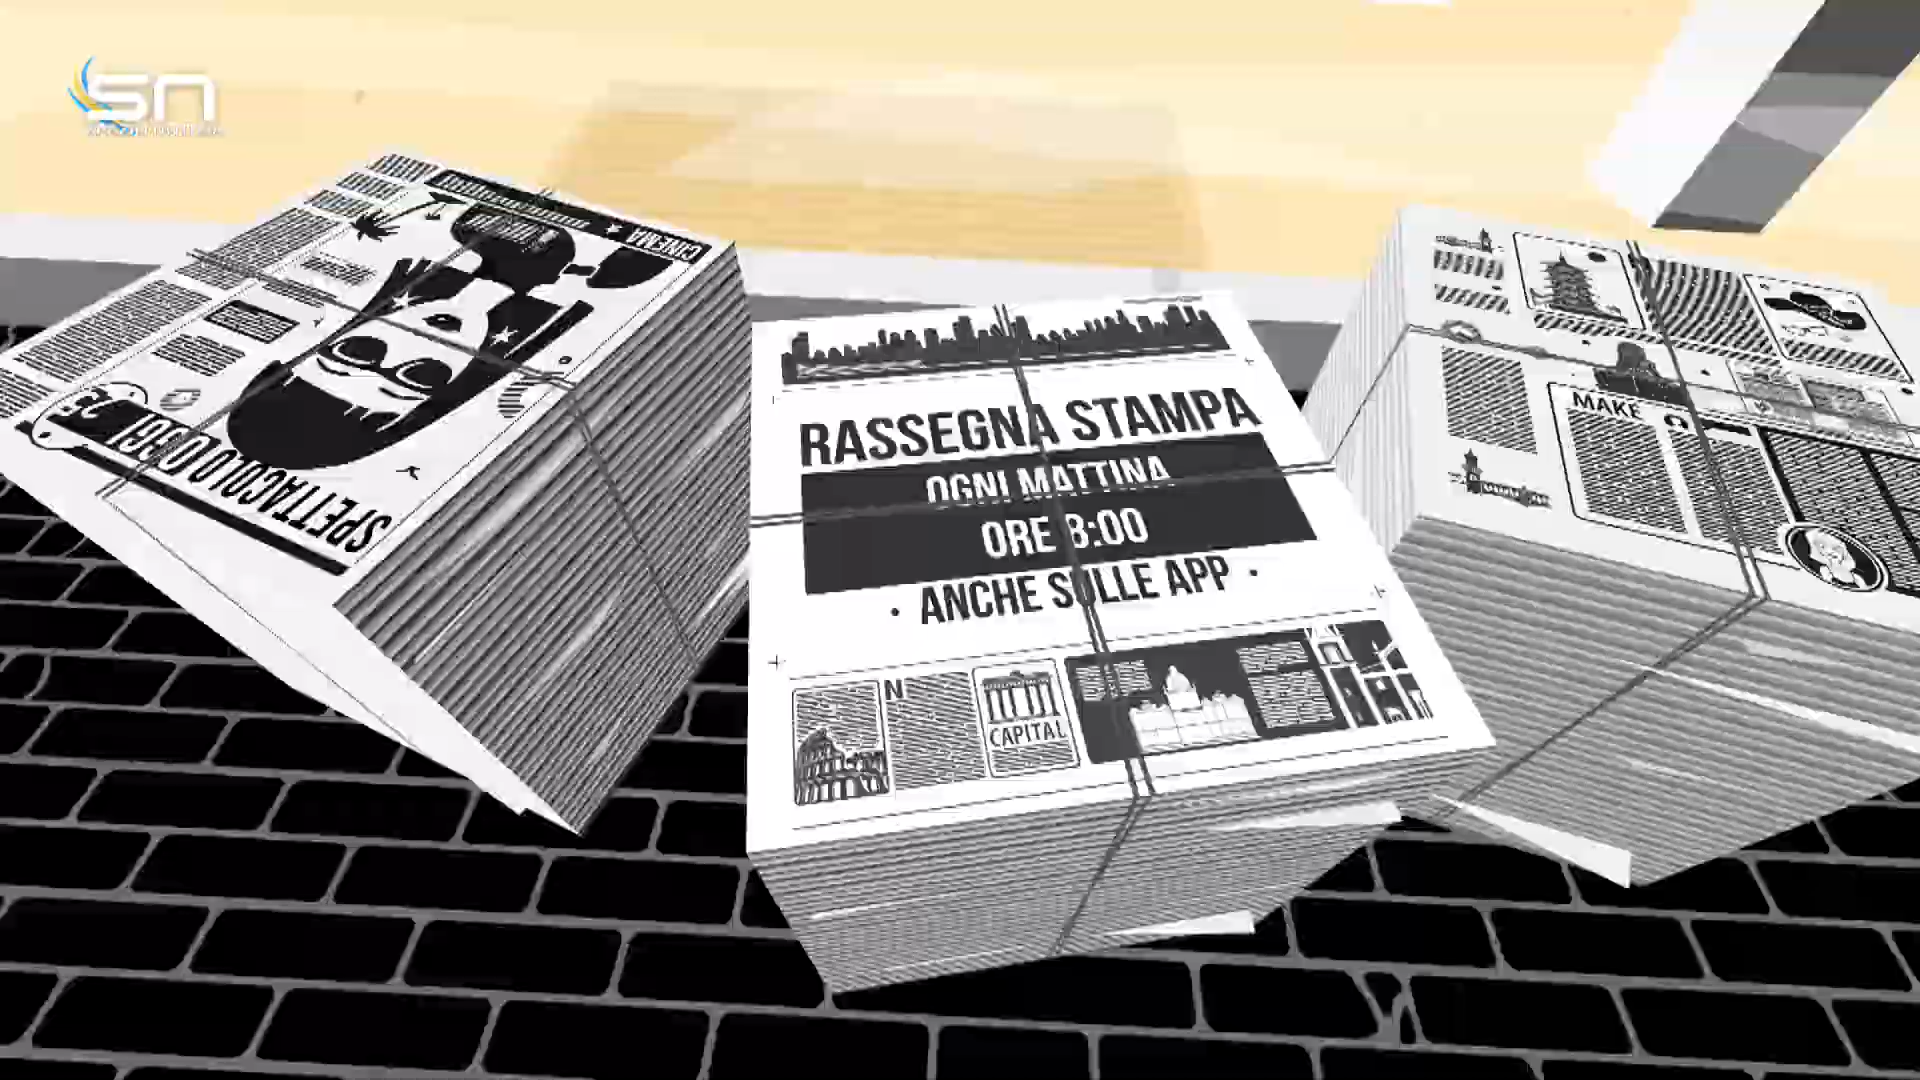 SN
CINEMA
SPETTACOLO OGGI
RASSEGNA STAMPA
OGNI MATTINA
ORE 8:00
· ANCHE SULLE APP ·
N
CAPITAL
MAKE